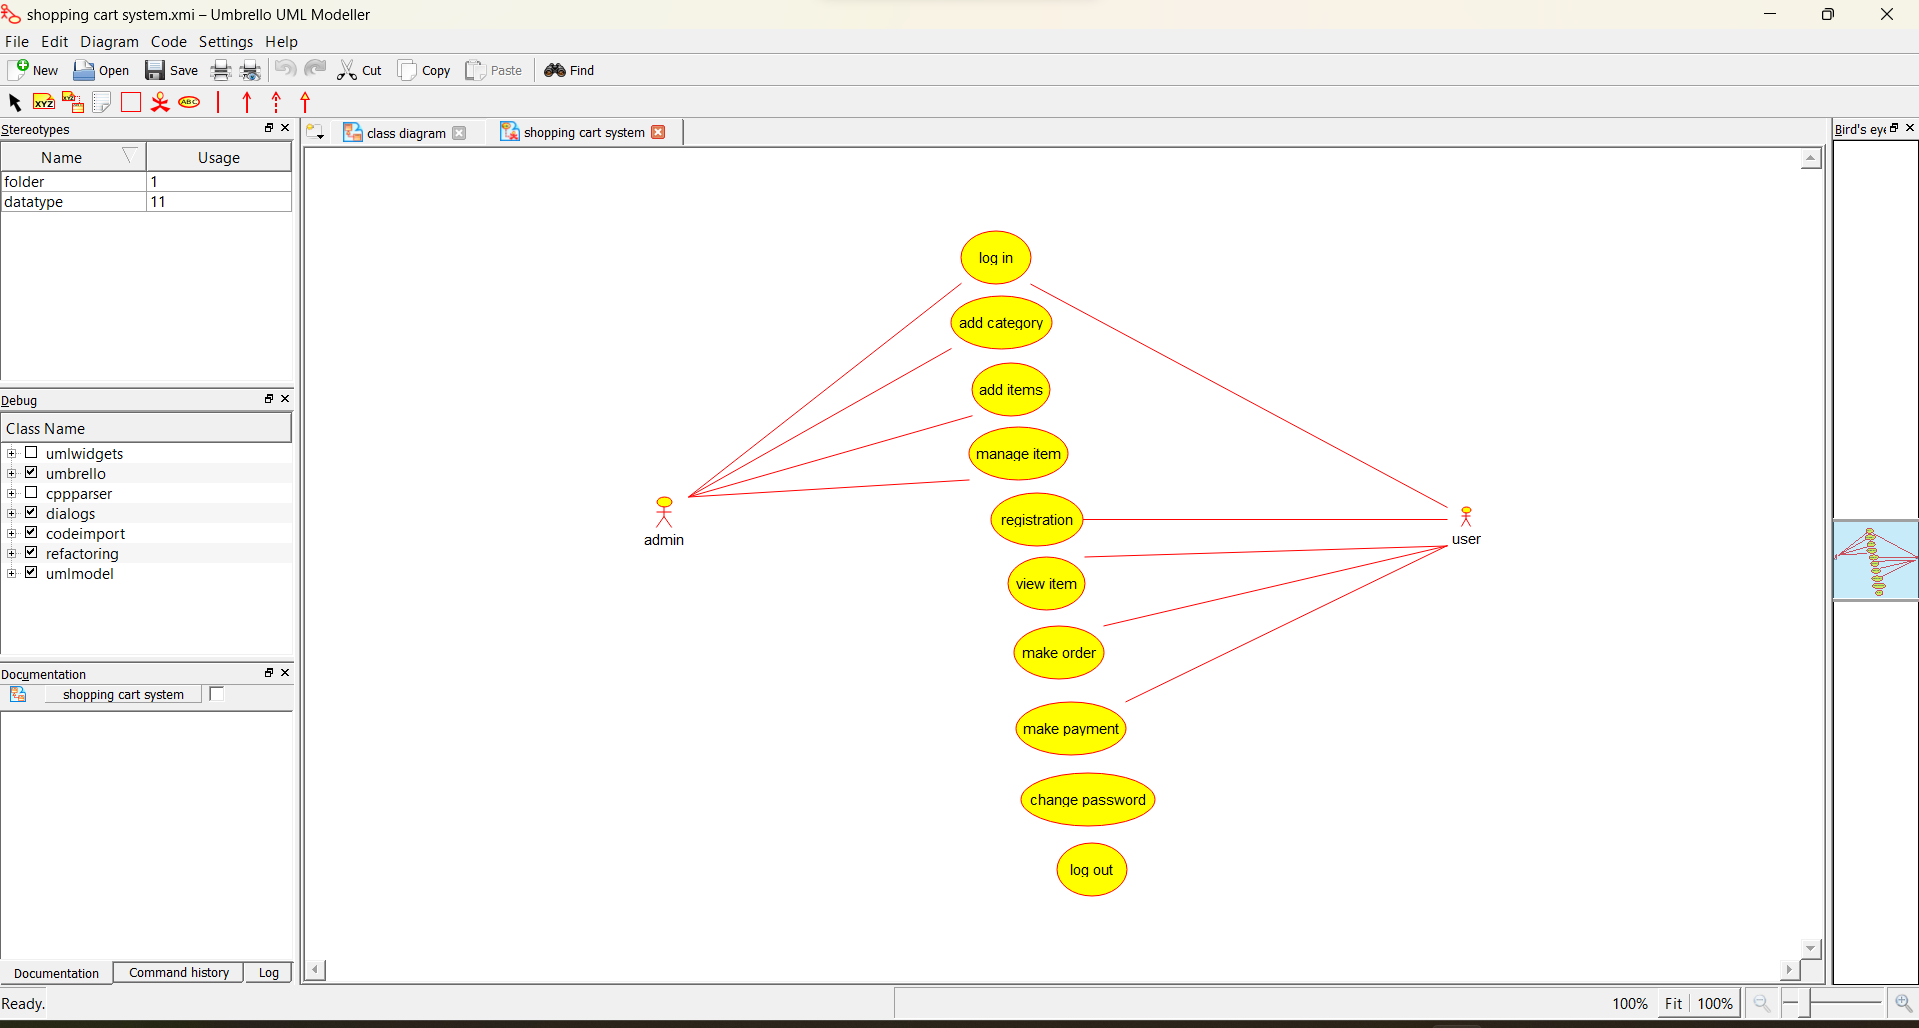 shopping cart system.xmi – Umbrello UML Modeller
File Edit Diagram Code Settings Help
New Open Save Cut Copy Paste Find
XYZ XYZ ABC
Stereotypes
Name Usage
folder 1
datatype 11
Debug
Class Name
umlwidgets
umbrello
cppparser
dialogs
codeimport
refactoring
umlmodel
Documentation
shopping cart system
Documentation Command history Log
class diagram shopping cart system
log in
add category
add items
manage item
registration
view item
make order
make payment
change password
log out
admin
user
Bird's eye
Ready.
100% Fit 100%